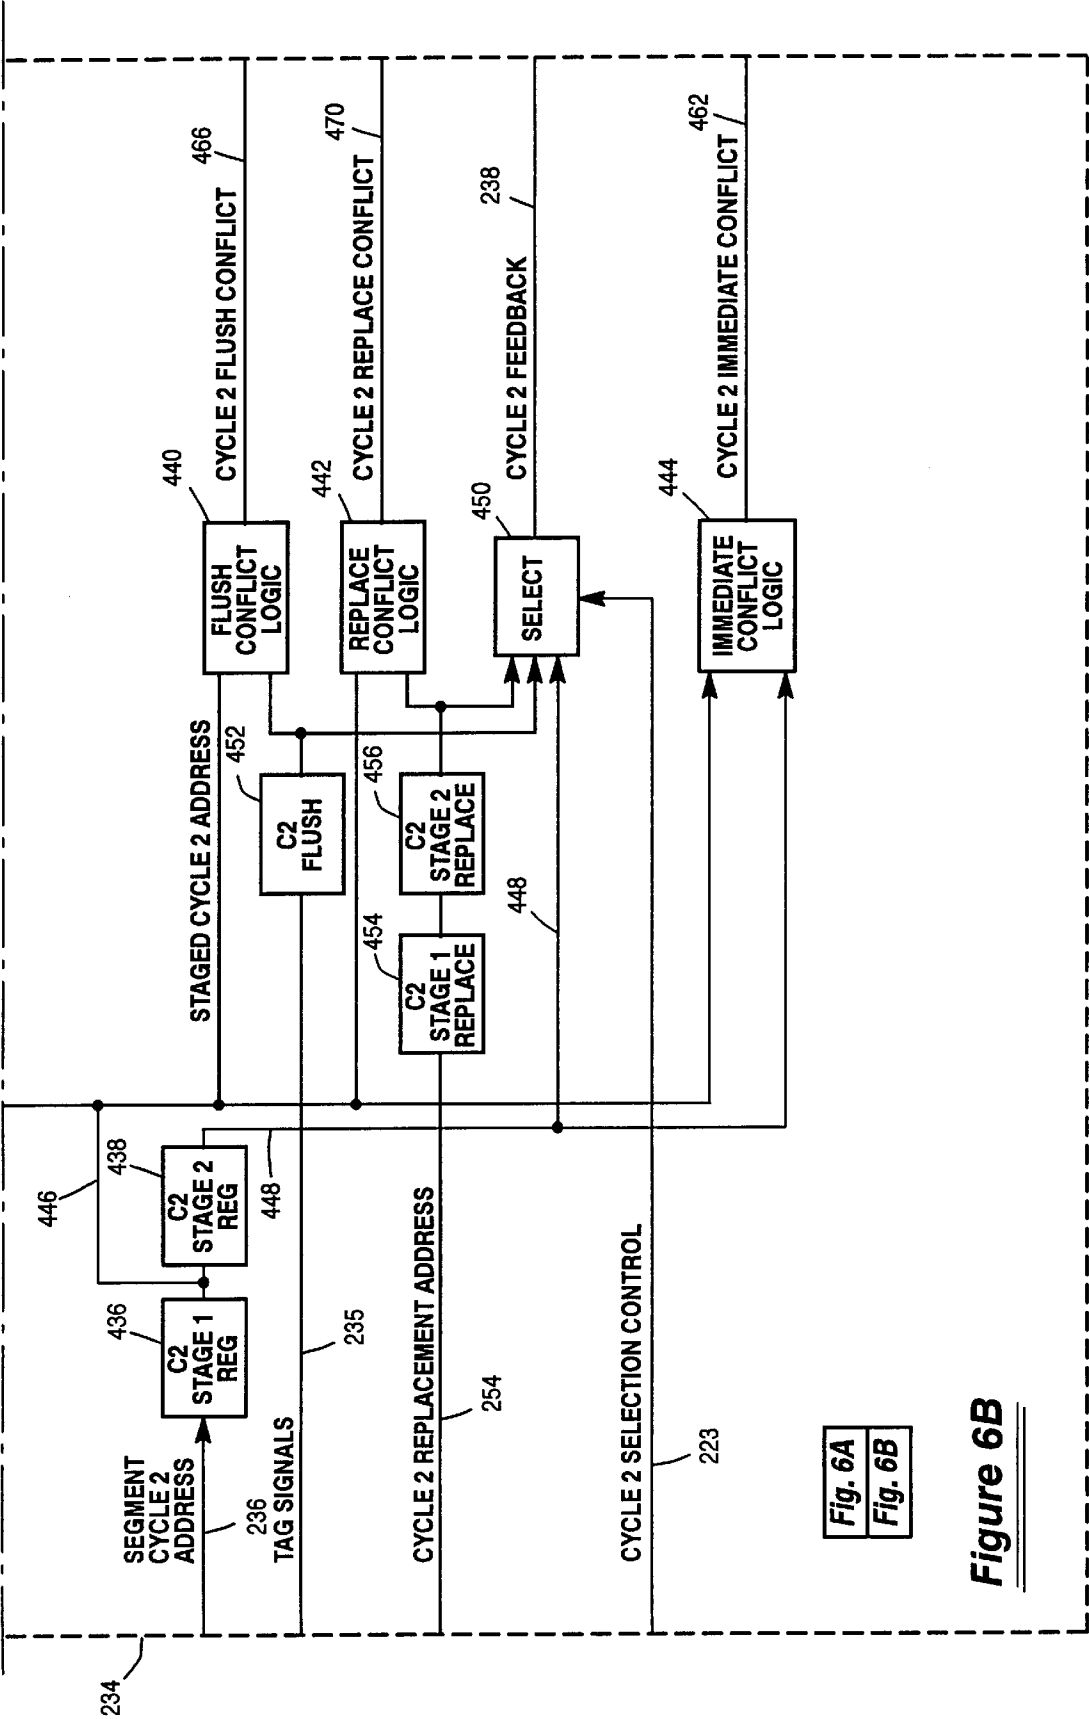 234
SEGMENT
CYCLE 2
ADDRESS
236
C2
STAGE 1
REG
436
446
C2
STAGE 2
REG
438
448
STAGED CYCLE 2 ADDRESS
FLUSH
CONFLICT
LOGIC
440
CYCLE 2 FLUSH CONFLICT
466
TAG SIGNALS
235
C2
FLUSH
452
REPLACE
CONFLICT
LOGIC
442
CYCLE 2 REPLACE CONFLICT
470
CYCLE 2 REPLACEMENT ADDRESS
254
C2
STAGE 1
REPLACE
454
C2
STAGE 2
REPLACE
456
448
SELECT
450
CYCLE 2 FEEDBACK
238
CYCLE 2 SELECTION CONTROL
223
IMMEDIATE
CONFLICT
LOGIC
444
CYCLE 2 IMMEDIATE CONFLICT
462
Fig. 6A
Fig. 6B
Figure 6B